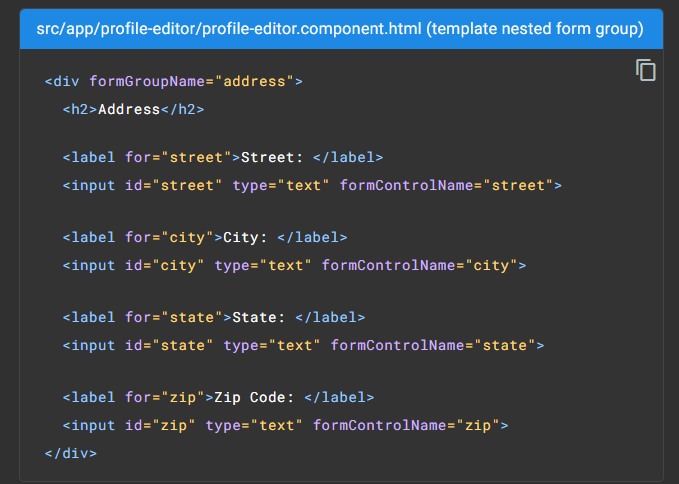 src/app/profile-editor/profile-editor.component.html (template nested form group)
<div formGroupName="address">
<h2>Address</h2>
<label for="street">Street: </label>
<input id="street" type="text" formControlName="street">
<label for="city">City: </label>
<input id="city" type="text" formControlName="city">
<label for="state">State: </label>
<input id="state" type="text" formControlName="state">
<label for="zip">Zip Code: </label>
<input id="zip" type="text" formControlName="zip">
</div>